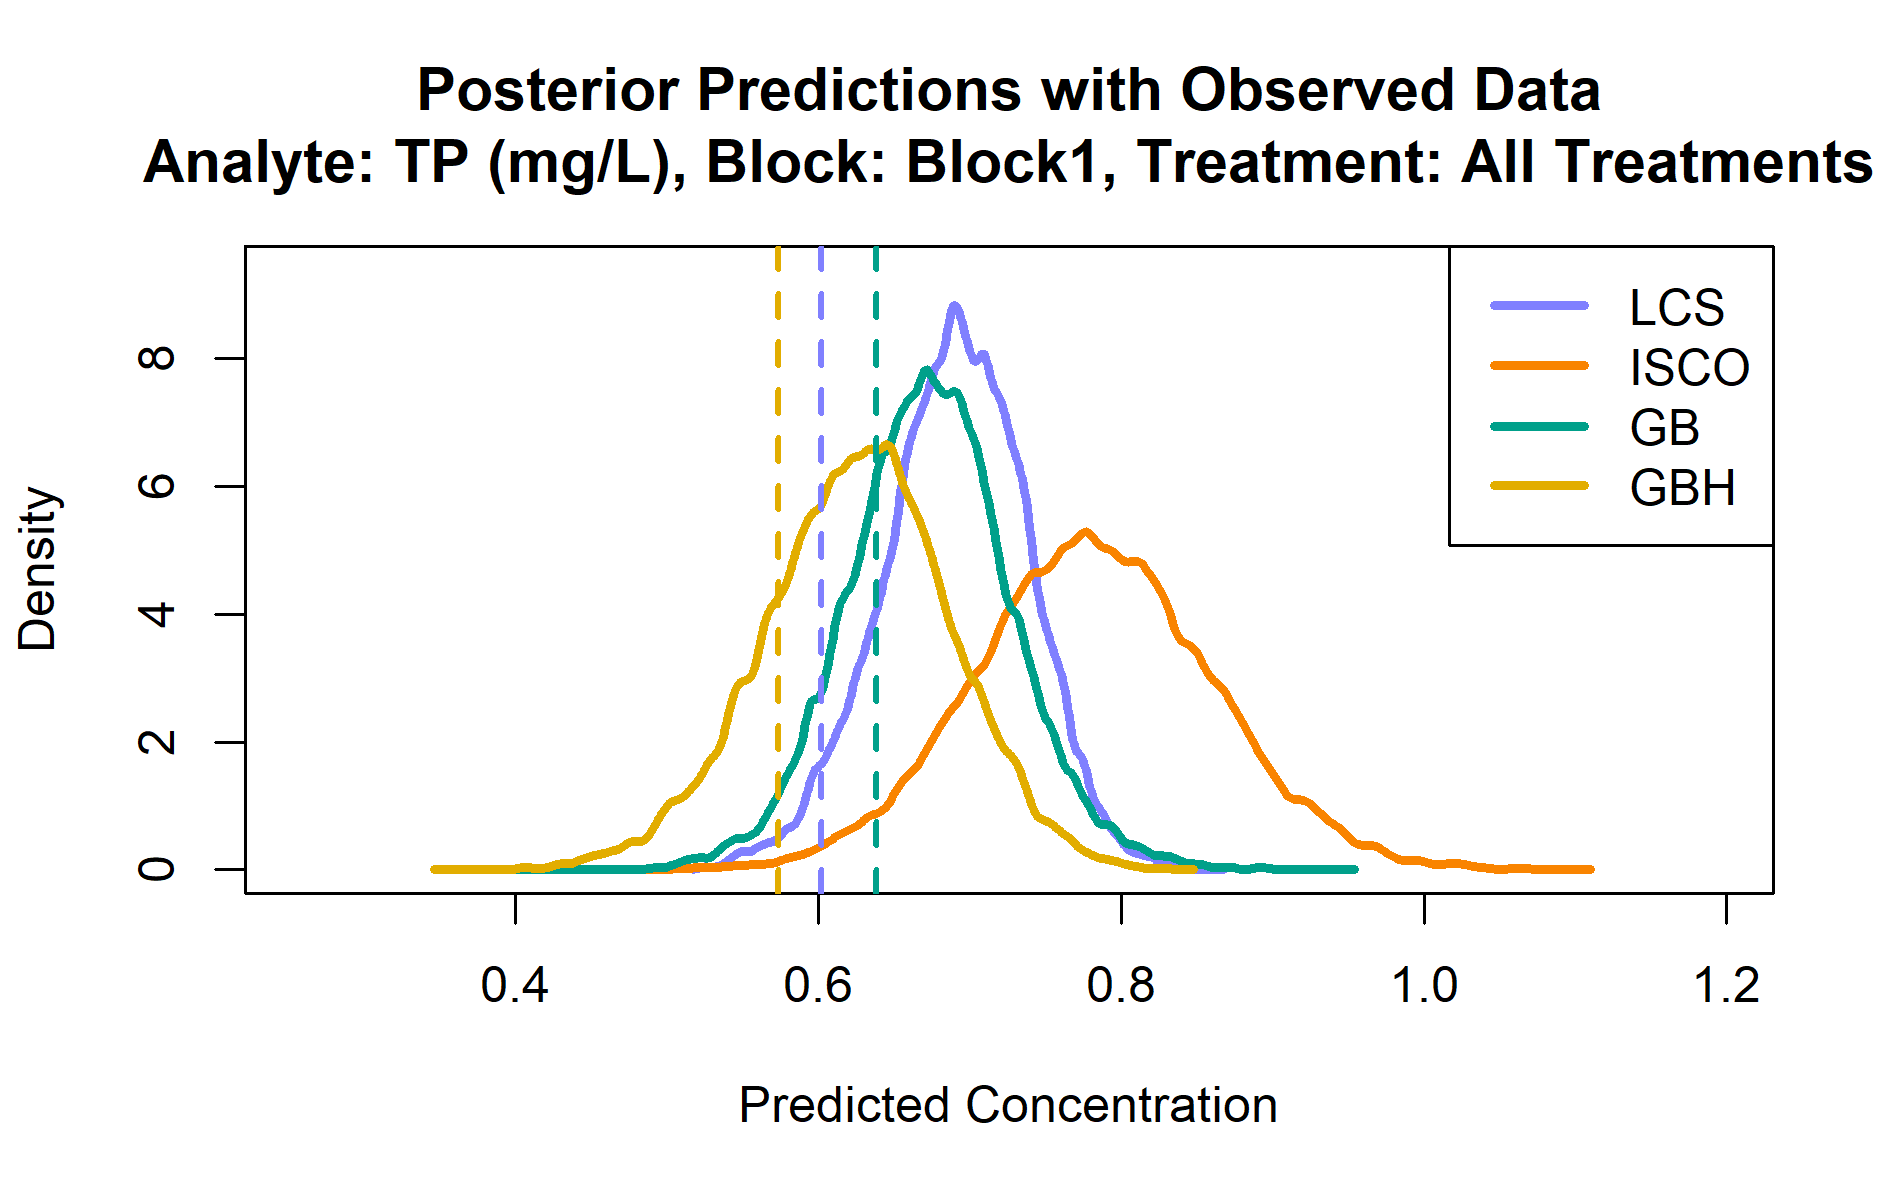 Posterior Predictions with Observed Data
Analyte: TP (mg/L), Block: Block1, Treatment: All Treatments
LCS
ISCO
GB
GBH
Density
8
6
4
2
0
0.4 0.6 0.8 1.0 1.2
Predicted Concentration